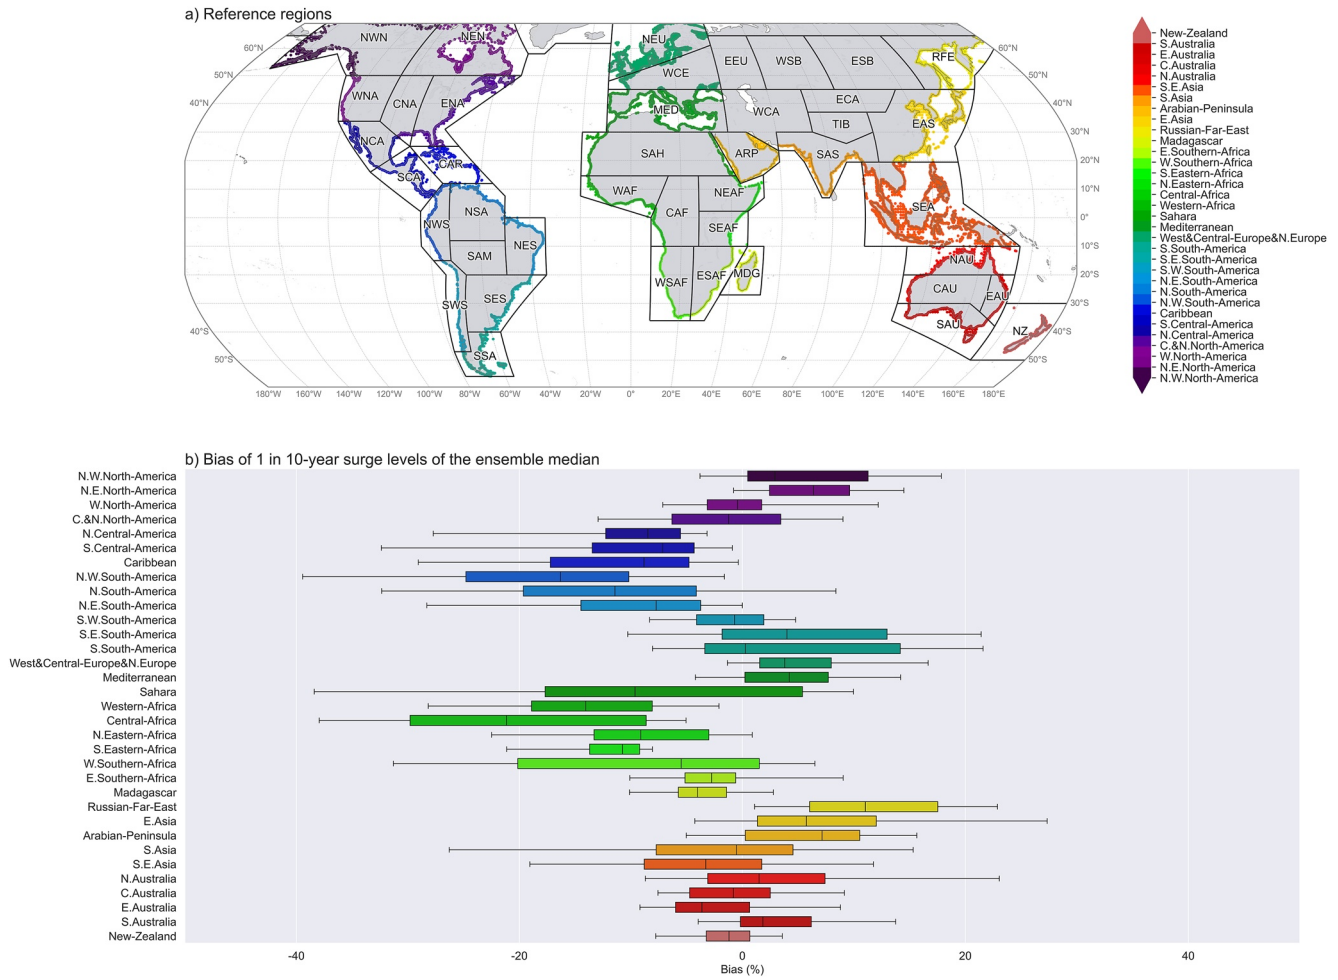 a) Reference regions
NWN
NEN
NEU
RFE
60°N
60°N
WCE
EEU
WSB
ESB
50°N
50°N
WNA
CNA
ENA
MED
WCA
ECA
40°N
40°N
NCA
SAH
TIB
EAS
30°N
CAR
ARP
SAS
20°N
SCA
WAF
NEAF
SEA
10°N
NWS
NSA
CAF
SEAF
0°
NES
SAM
NAU
10°S
WSAF
ESAF
MDG
CAU
20°S
SWS
SES
EAU
30°S
SAU
NZ
40°S
40°S
SSA
50°S
50°S
180°W
160°W
140°W
120°W
100°W
80°W
60°W
40°W
20°W
0°
20°E
40°E
60°E
80°E
100°E
120°E
140°E
160°E
180°E
New-Zealand
S.Australia
E.Australia
C.Australia
N.Australia
S.E.Asia
S.Asia
Arabian-Peninsula
E.Asia
Russian-Far-East
Madagascar
E.Southern-Africa
W.Southern-Africa
S.Eastern-Africa
N.Eastern-Africa
Central-Africa
Western-Africa
Sahara
Mediterranean
West&Central-Europe&N.Europe
S.South-America
S.E.South-America
S.W.South-America
N.E.South-America
N.South-America
N.W.South-America
Caribbean
S.Central-America
N.Central-America
C.&N.North-America
W.North-America
N.E.North-America
N.W.North-America
b) Bias of 1 in 10-year surge levels of the ensemble median
N.W.North-America
N.E.North-America
W.North-America
C.&N.North-America
N.Central-America
S.Central-America
Caribbean
N.W.South-America
N.South-America
N.E.South-America
S.W.South-America
S.E.South-America
S.South-America
West&Central-Europe&N.Europe
Mediterranean
Sahara
Western-Africa
Central-Africa
N.Eastern-Africa
S.Eastern-Africa
W.Southern-Africa
E.Southern-Africa
Madagascar
Russian-Far-East
E.Asia
Arabian-Peninsula
S.Asia
S.E.Asia
N.Australia
C.Australia
E.Australia
S.Australia
New-Zealand
-40
-20
0
20
40
Bias (%)